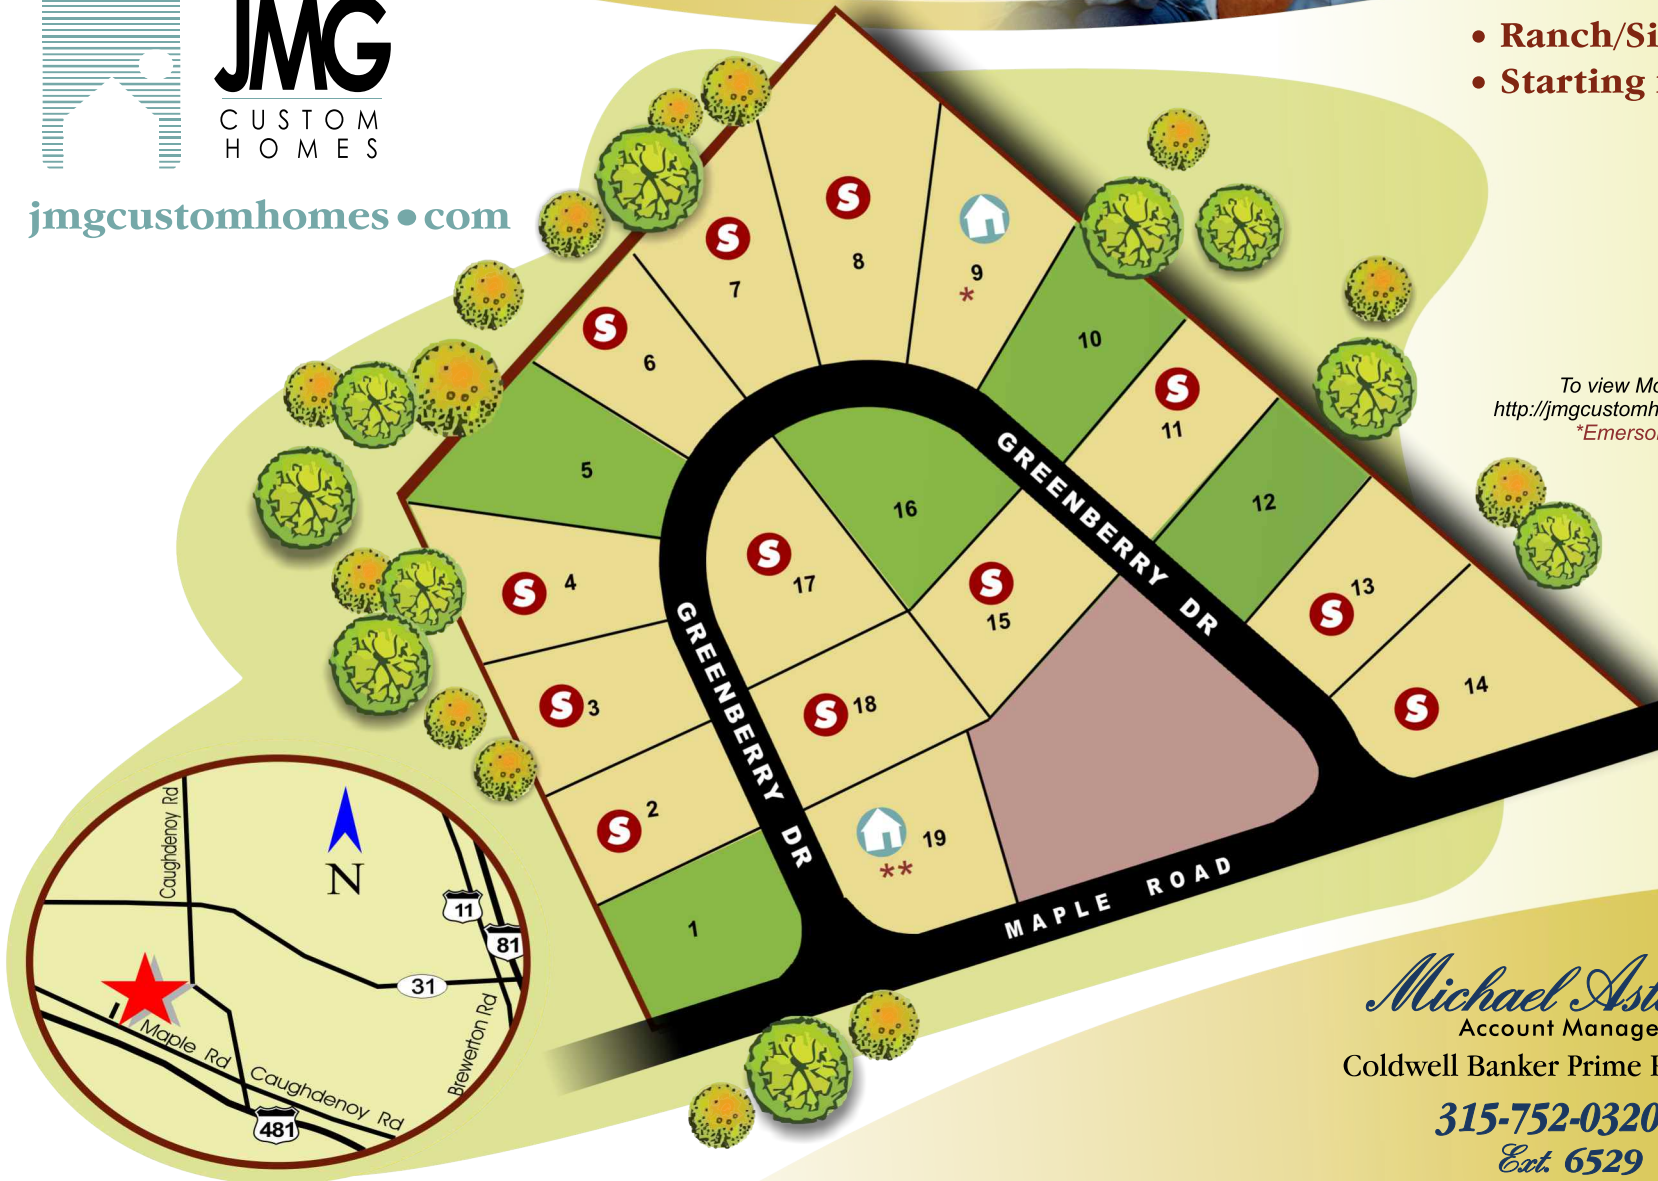 JMG
CUSTOM
HOMES
jmgcustomhomes•com
• Ranch/Si
• Starting
To view Mo
http://jmgcustomh
*Emerso
S
8
S
7
9
*
S
6
10
S
11
5
12
16
S
17
S
4
S
15
S
13
S
3
S
18
S
14
S
2
19
**
1
GREENBERRY DR
GREENBERRY DR
MAPLE ROAD
Caughdenoy Rd
N
11
81
31
Brewerton Rd
Maple Rd
Caughdenoy Rd
481
Michael Ast
Account Manage
Coldwell Banker Prime
315-752-0320
Ext. 6529